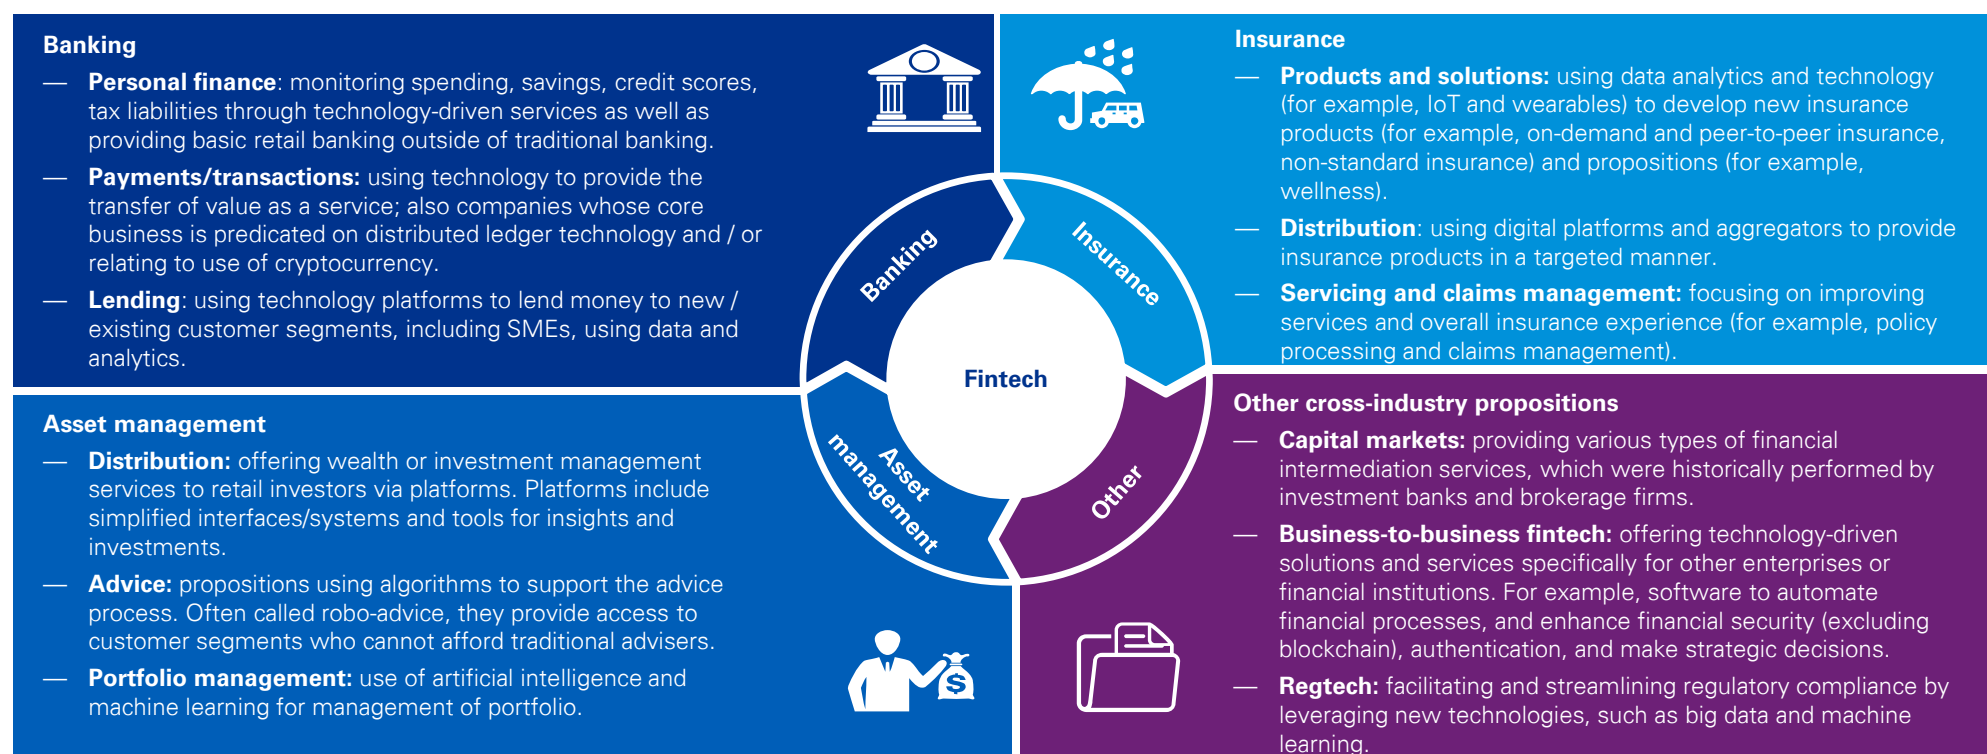 Banking
— Personal finance: monitoring spending, savings, credit scores,
tax liabilities through technology-driven services as well as
providing basic retail banking outside of traditional banking.
— Payments/transactions: using technology to provide the
transfer of value as a service; also companies whose core
business is predicated on distributed ledger technology and / or
relating to use of cryptocurrency.
— Lending: using technology platforms to lend money to new /
existing customer segments, including SMEs, using data and
analytics.
Insurance
— Products and solutions: using data analytics and technology
(for example, IoT and wearables) to develop new insurance
products (for example, on-demand and peer-to-peer insurance,
non-standard insurance) and propositions (for example,
wellness).
— Distribution: using digital platforms and aggregators to provide
insurance products in a targeted manner.
— Servicing and claims management: focusing on improving
services and overall insurance experience (for example, policy
processing and claims management).
Banking
Insurance
Fintech
Asset
management
Other
Asset management
— Distribution: offering wealth or investment management
services to retail investors via platforms. Platforms include
simplified interfaces/systems and tools for insights and
investments.
— Advice: propositions using algorithms to support the advice
process. Often called robo-advice, they provide access to
customer segments who cannot afford traditional advisers.
— Portfolio management: use of artificial intelligence and
machine learning for management of portfolio.
$
Other cross-industry propositions
— Capital markets: providing various types of financial
intermediation services, which were historically performed by
investment banks and brokerage firms.
— Business-to-business fintech: offering technology-driven
solutions and services specifically for other enterprises or
financial institutions. For example, software to automate
financial processes, and enhance financial security (excluding
blockchain), authentication, and make strategic decisions.
— Regtech: facilitating and streamlining regulatory compliance by
leveraging new technologies, such as big data and machine
learning.